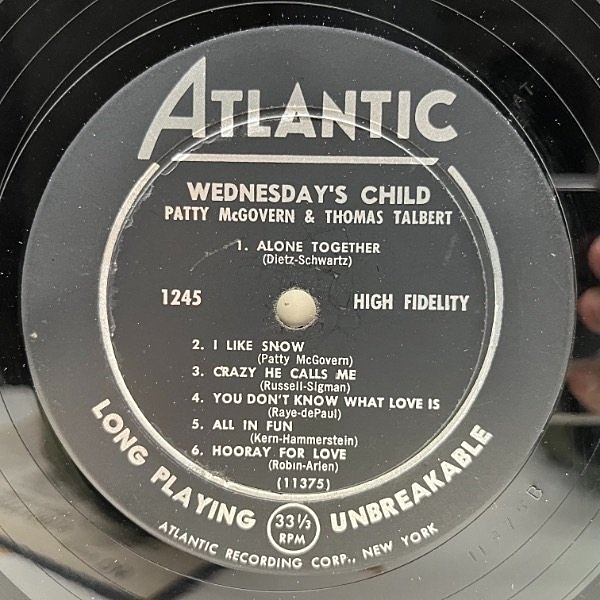 ATLANTIC
WEDNESDAY'S CHILD
PATTY McGOVERN & THOMAS TALBERT
1. ALONE TOGETHER
(Dietz-Schwartz)
1245 HIGH FIDELITY
2. I LIKE SNOW
(Patty McGovern)
3. CRAZY HE CALLS ME
(Russell-Sigman)
4. YOU DON'T KNOW WHAT LOVE IS
(Raye-dePaul)
5. ALL IN FUN
(Kern-Hammerstein)
6. HOORAY FOR LOVE
(Robin-Arlen)
(11375)
LONG PLAYING 33 1/3 RPM UNBREAKABLE
ATLANTIC RECORDING CORP., NEW YORK